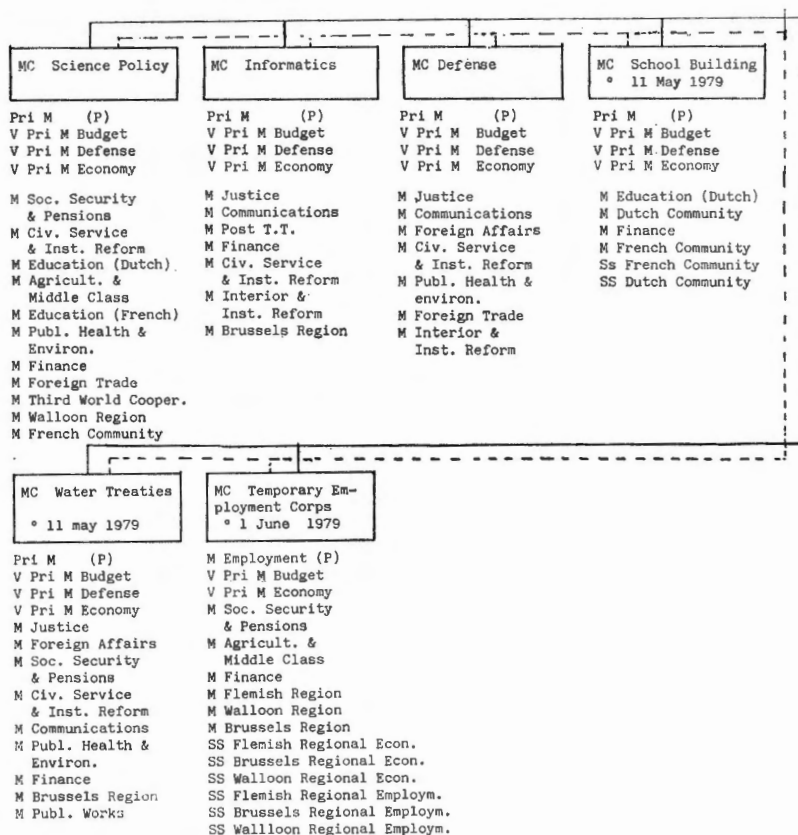 MC Science Policy
Pri M (P)
V Pri M Budget
V Pri M Defense
V Pri M Economy
M Soc. Security
& Pensions
M Civ. Service
& Inst. Reform
M Education (Dutch)
M Agricult. &
Middle Class
M Education (French)
M Publ. Health &
Environ.
M Finance
M Foreign Trade
M Third World Cooper.
M Walloon Region
M French Community
MC Informatics
Pri M (P)
V Pri M Budget
V Pri M Defense
V Pri M Economy
M Justice
M Communications
M Post T.T.
M Finance
M Civ. Service
& Inst. Reform
M Interior &
Inst. Reform
M Brussels Region
MC Defense
Pri M (P)
V Pri M Budget
V Pri M Defense
V Pri M Economy
M Justice
M Communications
M Foreign Affairs
M Civ. Service
& Inst. Reform
M Publ. Health &
environ.
M Foreign Trade
M Interior &
Inst. Reform
MC School Building
° 11 May 1979
Pri M (P)
V Pri M Budget
V Pri M Defense
V Pri M Economy
M Education (Dutch)
M Dutch Community
M Finance
M French Community
Ss French Community
SS Dutch Community
MC Water Treaties
° 11 may 1979
Pri M (P)
V Pri M Budget
V Pri M Defense
V Pri M Economy
M Justice
M Foreign Affairs
M Soc. Security
& Pensions
M Civ. Service
& Inst. Reform
M Communications
M Publ. Health &
Environ.
M Finance
M Brussels Region
M Publ. Works
MC Temporary Em-
ployment Corps
° 1 June 1979
M Employment (P)
V Pri M Budget
V Pri M Economy
M Soc. Security
& Pensions
M Agricult. &
Middle Class
M Finance
M Flemish Region
M Walloon Region
M Brussels Region
SS Flemish Regional Econ.
SS Brussels Regional Econ.
SS Walloon Regional Econ.
SS Flemish Regional Employm.
SS Brussels Regional Employm.
SS Wallloon Regional Employm.